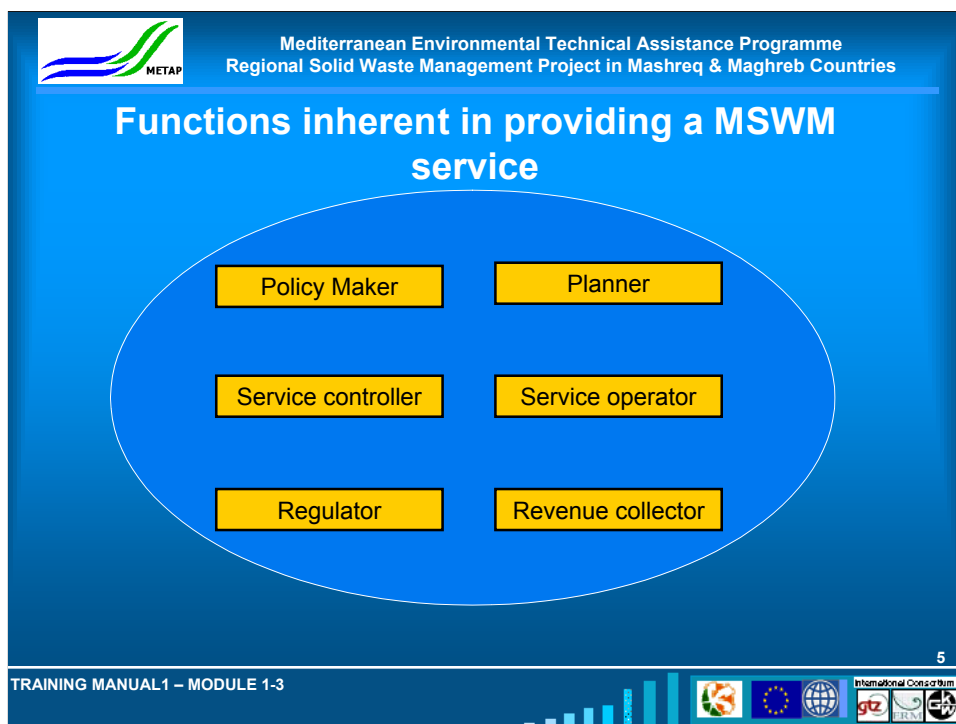 METAP
Mediterranean Environmental Technical Assistance Programme
Regional Solid Waste Management Project in Mashreq & Maghreb Countries
Functions inherent in providing a MSWM
service
Policy Maker
Planner
Service controller
Service operator
Regulator
Revenue collector
5
TRAINING MANUAL1 – MODULE 1-3
International Consortium
gtz
ERM
GKW